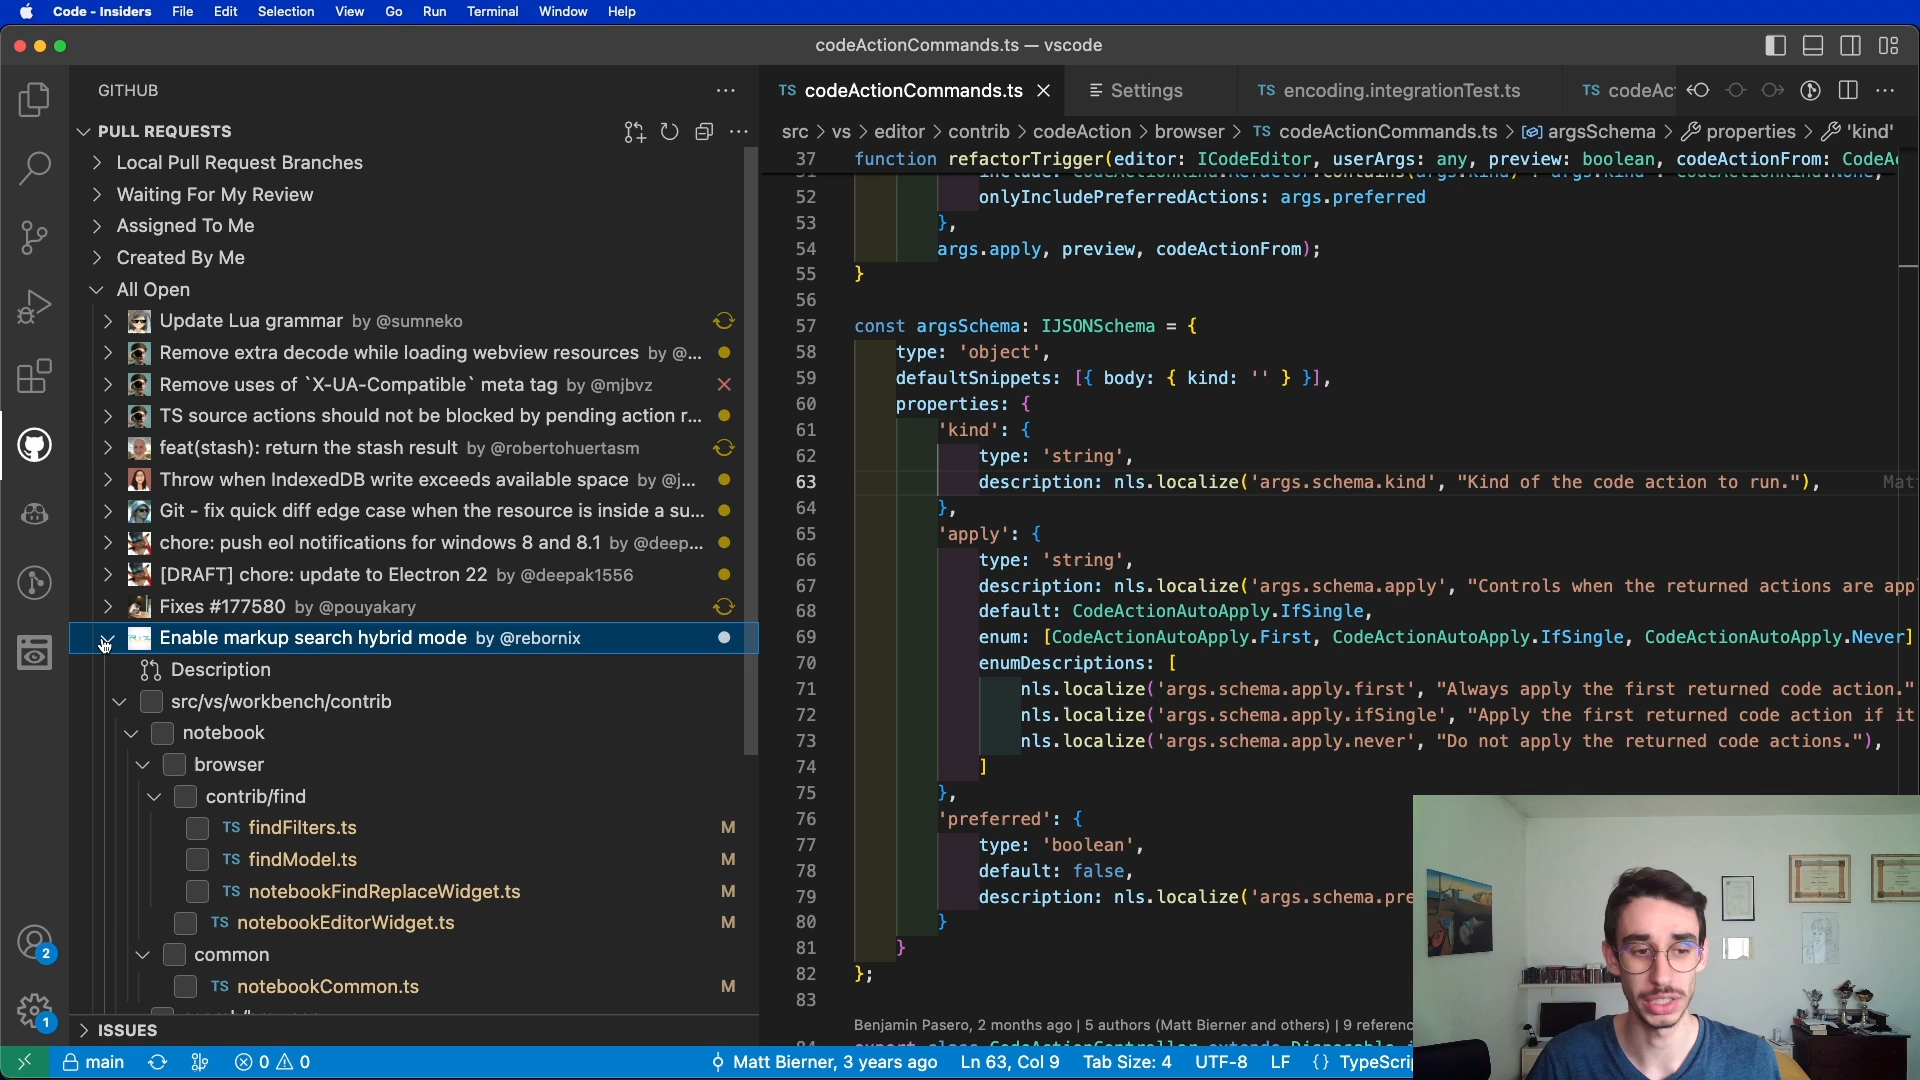 Code - Insiders File Edit Selection View Go Run Terminal Window Help
codeActionCommands.ts — vscode
GITHUB
PULL REQUESTS
Local Pull Request Branches
Waiting For My Review
Assigned To Me
Created By Me
All Open
Update Lua grammar by @sumneko
Remove extra decode while loading webview resources by @...
Remove uses of `X-UA-Compatible` meta tag by @mjbvz
TS source actions should not be blocked by pending action r...
feat(stash): return the stash result by @robertohuertasm
Throw when IndexedDB write exceeds available space by @j...
Git - fix quick diff edge case when the resource is inside a su...
chore: push eol notifications for windows 8 and 8.1 by @deep...
[DRAFT] chore: update to Electron 22 by @deepak1556
Fixes #177580 by @pouyakary
Enable markup search hybrid mode by @rebornix
Description
src/vs/workbench/contrib
notebook
browser
contrib/find
TS findFilters.ts M
TS findModel.ts M
TS notebookFindReplaceWidget.ts M
TS notebookEditorWidget.ts M
common
TS notebookCommon.ts M
ISSUES
2
1
TS codeActionCommands.ts Settings TS encoding.integrationTest.ts TS codeAc
src > vs > editor > contrib > codeAction > browser > TS codeActionCommands.ts > argsSchema > properties > 'kind'
37 function refactorTrigger(editor: ICodeEditor, userArgs: any, preview: boolean, codeActionFrom: CodeA
52 onlyIncludePreferredActions: args.preferred
53 },
54 args.apply, preview, codeActionFrom);
55 }
56
57 const argsSchema: IJSONSchema = {
58 type: 'object',
59 defaultSnippets: [{ body: { kind: '' } }],
60 properties: {
61 'kind': {
62 type: 'string',
63 description: nls.localize('args.schema.kind', "Kind of the code action to run."), Mat
64 },
65 'apply': {
66 type: 'string',
67 description: nls.localize('args.schema.apply', "Controls when the returned actions are app
68 default: CodeActionAutoApply.IfSingle,
69 enum: [CodeActionAutoApply.First, CodeActionAutoApply.IfSingle, CodeActionAutoApply.Never]
70 enumDescriptions: [
71 nls.localize('args.schema.apply.first', "Always apply the first returned code action."
72 nls.localize('args.schema.apply.ifSingle', "Apply the first returned code action if it
73 nls.localize('args.schema.apply.never', "Do not apply the returned code actions."),
74 ]
75 },
76 'preferred': {
77 type: 'boolean',
78 default: false,
79 description: nls.localize('args.schema.pre
80 }
81 }
82 };
83
Benjamin Pasero, 2 months ago | 5 authors (Matt Bierner and others) | 9 referenc
main 0 0 Matt Bierner, 3 years ago Ln 63, Col 9 Tab Size: 4 UTF-8 LF {} TypeScri